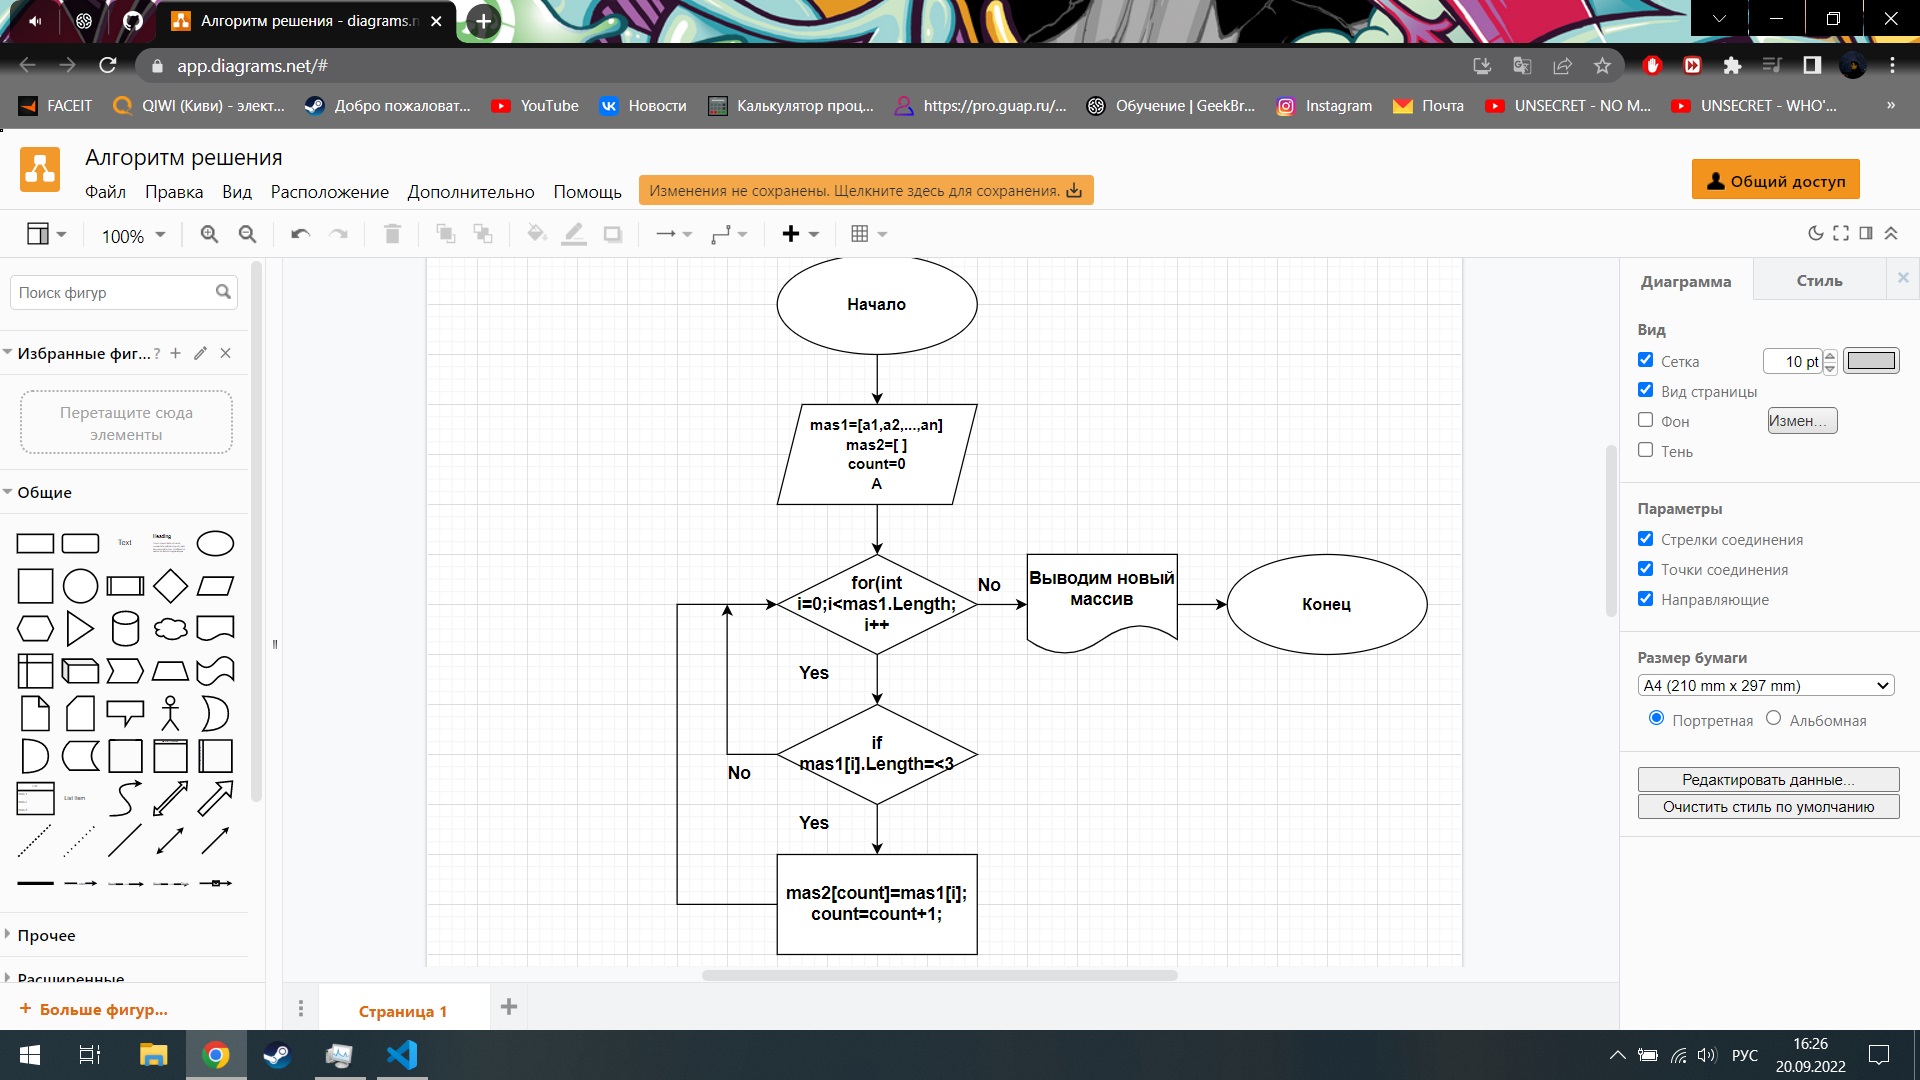 Алгоритм решения - diagrams.n
app.diagrams.net/#
FACEIT
QIWI (Киви) - элект...
Добро пожаловат...
YouTube
Новости
Калькулятор проц...
https://pro.guap.ru/...
Обучение | GeekBr...
Instagram
Почта
UNSECRET - NO M...
UNSECRET - WHO'...
»
Алгоритм решения
Файл Правка Вид Расположение Дополнительно Помощь
Изменения не сохранены. Щелкните здесь для сохранения.
Общий доступ
100%
Поиск фигур
Избранные фиг... ?
Перетащите сюда
элементы
Общие
Text
Heading
List Item
Прочее
Расширенные
+ Больше фигур...
Начало
mas1=[a1,a2,...,an]
mas2=[ ]
count=0
A
for(int
i=0;i<mas1.Length;
i++
No
Выводим новый
массив
Конец
Yes
if
mas1[i].Length=<3
No
Yes
mas2[count]=mas1[i];
count=count+1;
Страница 1
Диаграмма
Стиль
Вид
Сетка
10 pt
Вид страницы
Фон
Измен...
Тень
Параметры
Стрелки соединения
Точки соединения
Направляющие
Размер бумаги
A4 (210 mm x 297 mm)
Портретная
Альбомная
Редактировать данные...
Очистить стиль по умолчанию
РУС
16:26
20.09.2022